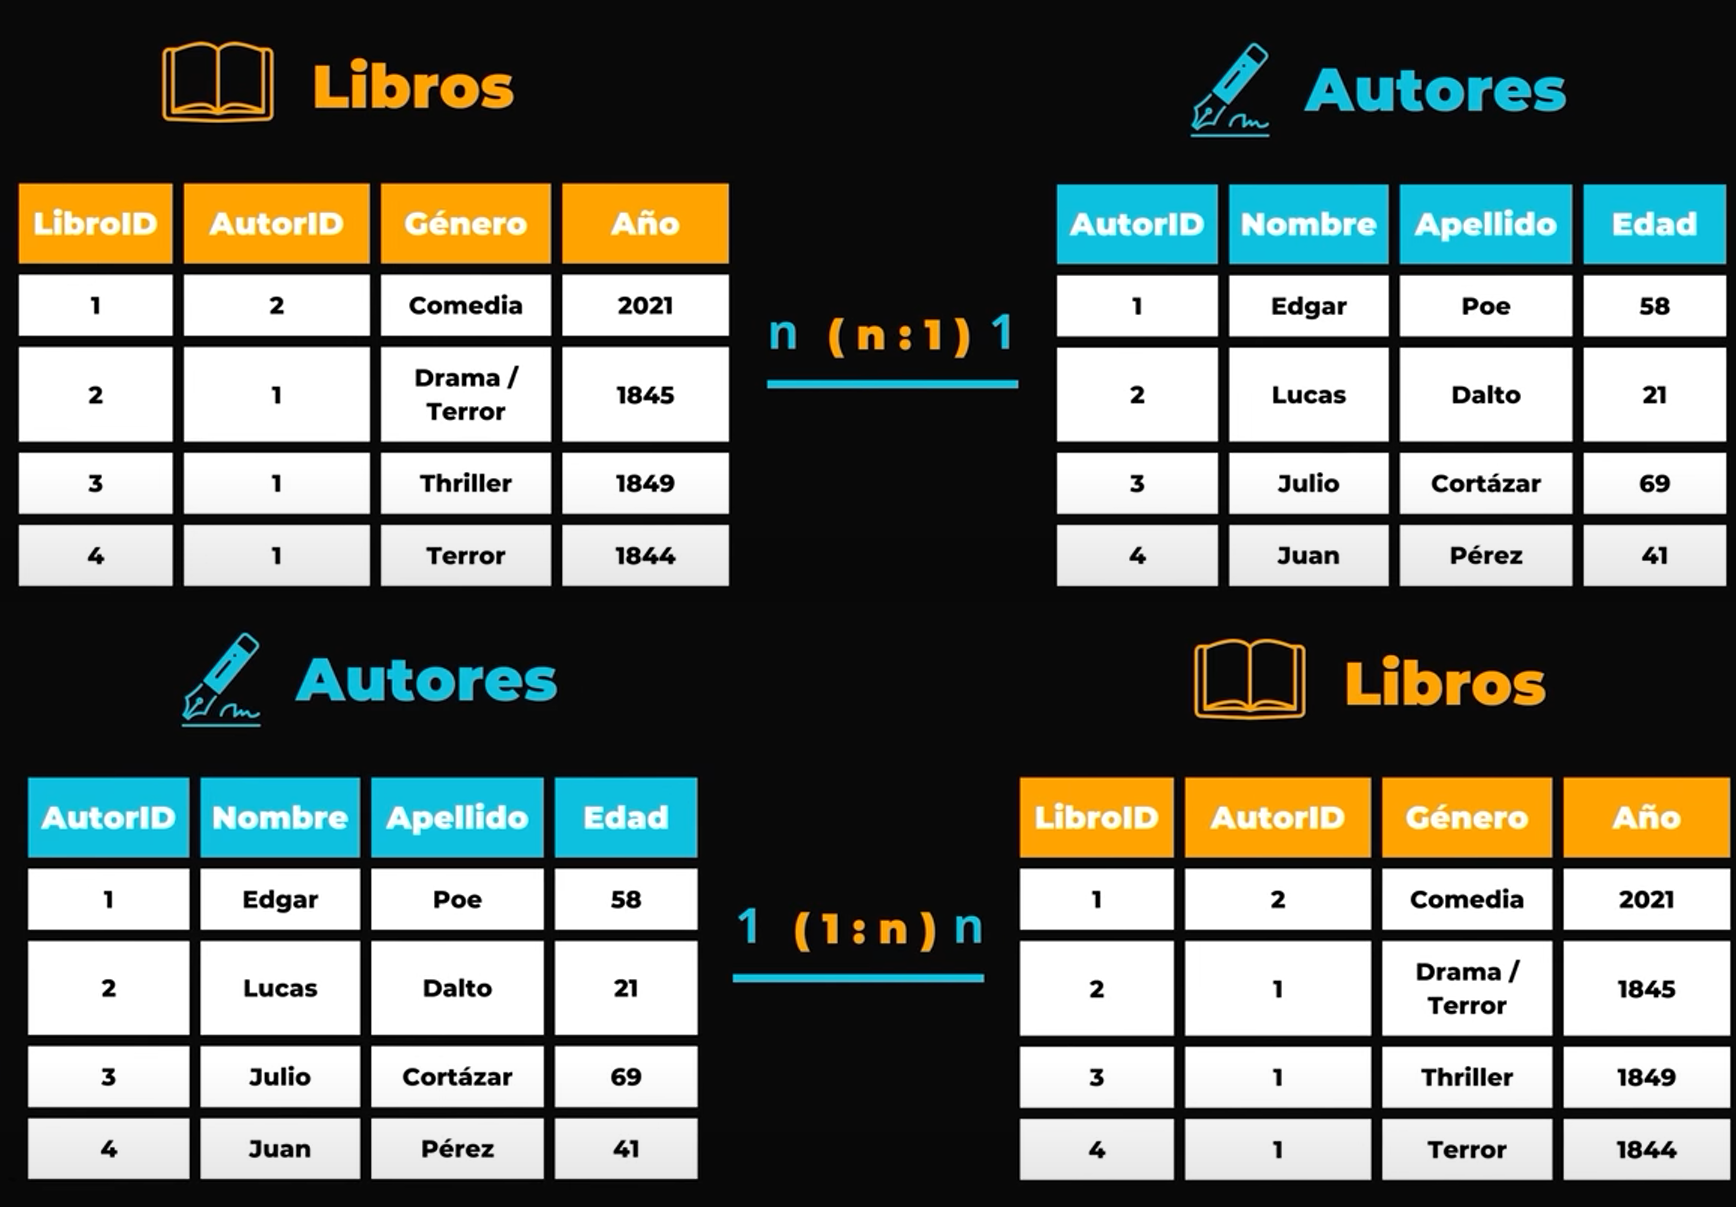 Libros
Autores
LibroID AutorID Género Año
AutorID Nombre Apellido Edad
1 2 Comedia 2021
1 Edgar Poe 58
n (n:1) 1
2 1 Drama / Terror 1845
2 Lucas Dalto 21
3 1 Thriller 1849
3 Julio Cortázar 69
4 1 Terror 1844
4 Juan Pérez 41
Autores
Libros
AutorID Nombre Apellido Edad
LibroID AutorID Género Año
1 Edgar Poe 58
1 2 Comedia 2021
1 (1:n) n
2 Lucas Dalto 21
2 1 Drama / Terror 1845
3 Julio Cortázar 69
3 1 Thriller 1849
4 Juan Pérez 41
4 1 Terror 1844